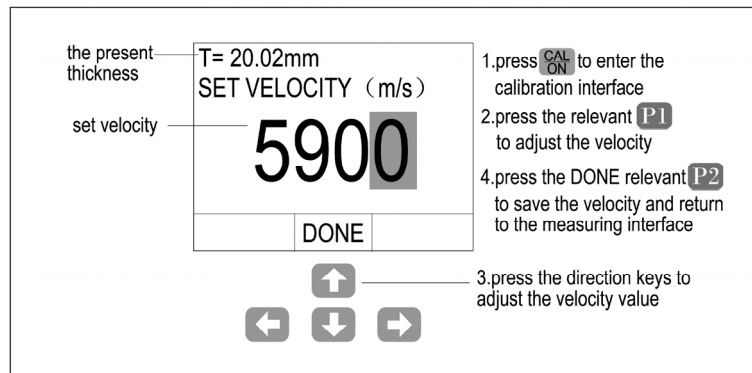 the present
thickness
set velocity
T= 20.02mm
SET VELOCITY（m/s）
5900
DONE
1.press CAL ON to enter the
calibration interface
2.press the relevant P1
to adjust the velocity
4.press the DONE relevant P2
to save the velocity and return
to the measuring interface
3.press the direction keys to
adjust the velocity value